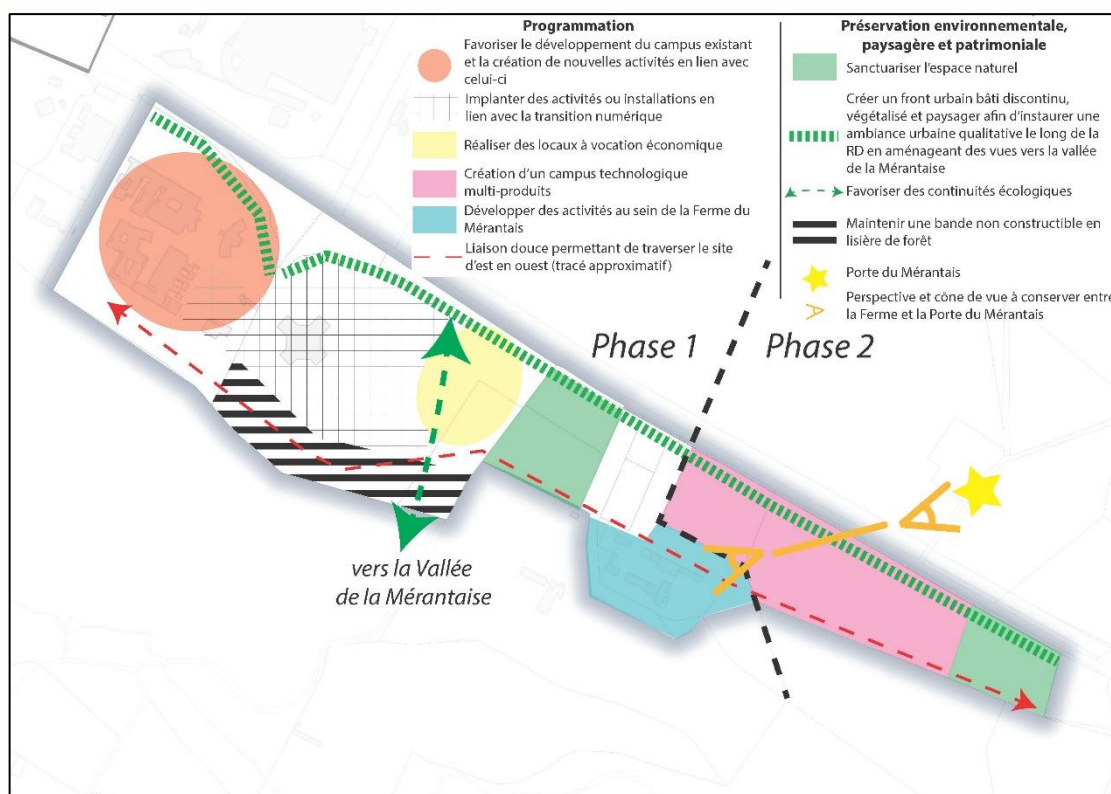 Programmation
Favoriser le développement du campus existant
et la création de nouvelles activités en lien avec
celui-ci
Implanter des activités ou installations en
lien avec la transition numérique
Réaliser des locaux à vocation économique
Création d'un campus technologique
multi-produits
Développer des activités au sein de la Ferme du
Mérantais
Liaison douce permettant de traverser le site
d'est en ouest (tracé approximatif)
Préservation environnementale,
paysagère et patrimoniale
Sanctuariser l'espace naturel
Créer un front urbain bâti discontinu,
végétalisé et paysager afin d'instaurer une
ambiance urbaine qualitative le long de la
RD en aménageant des vues vers la vallée
de la Mérantaise
Favoriser des continuités écologiques
Maintenir une bande non constructible en
lisière de forêt
Porte du Mérantais
Perspective et cône de vue à conserver entre
la Ferme et la Porte du Mérantais
Phase 1
Phase 2
vers la Vallée
de la Mérantaise